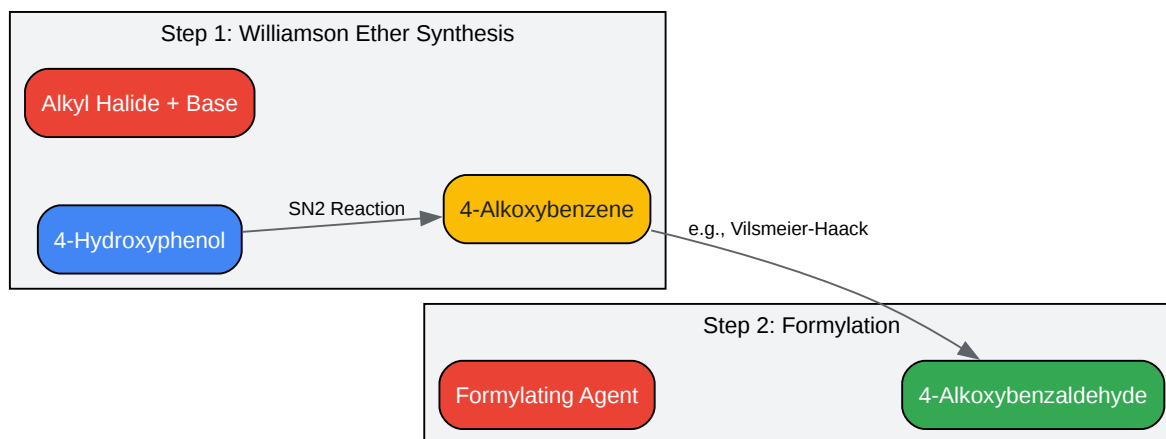 Step 1: Williamson Ether Synthesis
Alkyl Halide + Base
4-Hydroxyphenol
SN2 Reaction
4-Alkoxybenzene
e.g., Vilsmeier-Haack
Step 2: Formylation
Formylating Agent
4-Alkoxybenzaldehyde